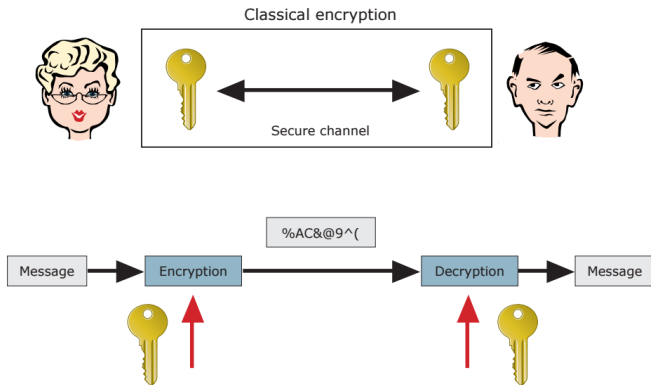 Classical encryption
Secure channel
%AC&@9^(
Message
Encryption
Decryption
Message